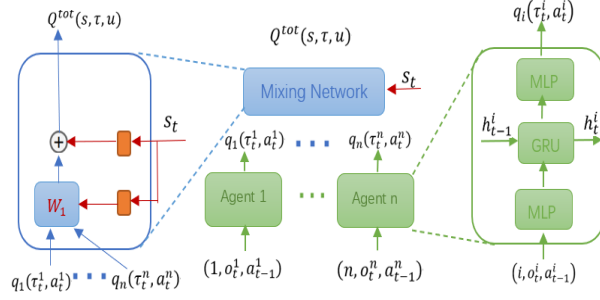 Q^{tot}(s, τ, u)
s_t
+
W_1
q_1(τ_t^1, a_t^1)
q_n(τ_t^n, a_t^n)
Q^{tot}(s, τ, u)
Mixing Network
s_t
q_1(τ_t^1, a_t^1)
q_n(τ_t^n, a_t^n)
Agent 1
Agent n
(1, o_t^1, a_{t-1}^1)
(n, o_t^n, a_{t-1}^n)
q_i(τ_t^i, a_t^i)
MLP
h_{t-1}^i
GRU
h_t^i
MLP
(i, o_t^i, a_{t-1}^i)